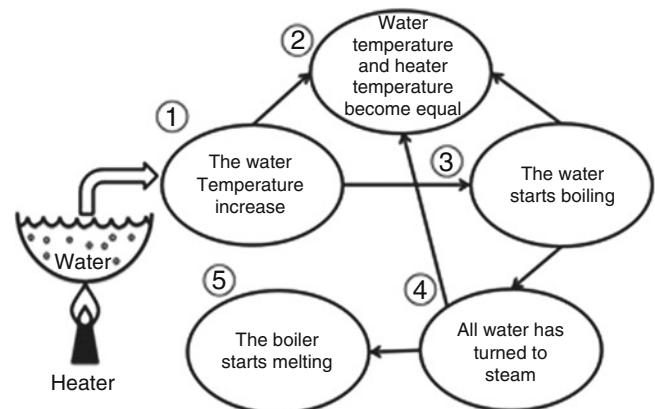 ②
Water
temperature
and heater
temperature
become equal
①
The water
Temperature
increase
③
The water
starts boiling
Water
Heater
⑤
The boiler
starts melting
④
All water has
turned to
steam